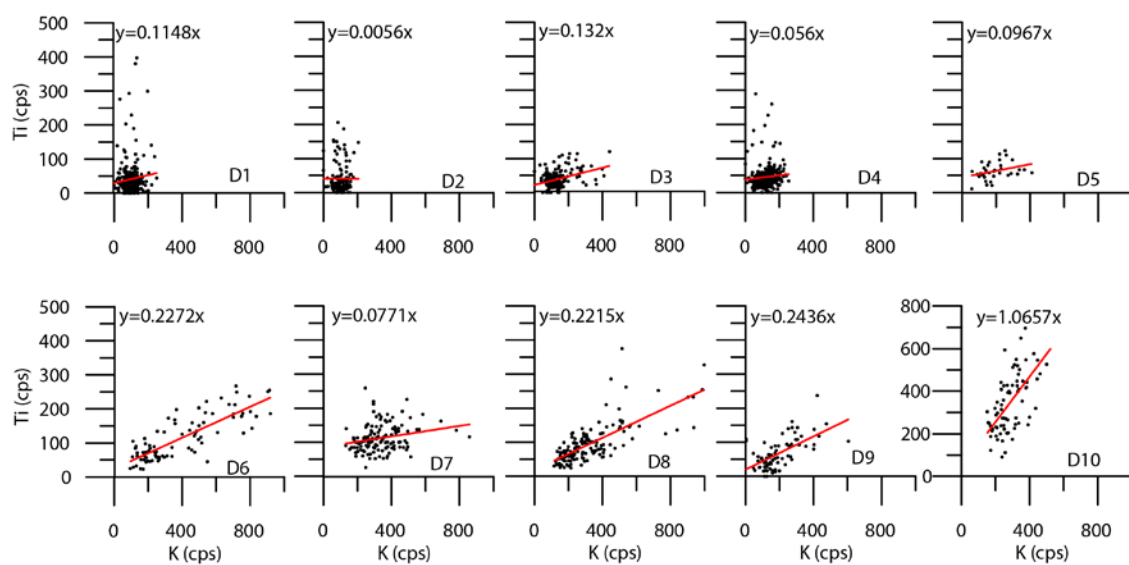 500 y=0.1148x y=0.0056x y=0.132x y=0.056x y=0.0967x
400
300
Ti (cps)
200
100
0 D1 D2 D3 D4 D5
0 400 800 0 400 800 0 400 800 0 400 800 0 400 800
500 y=0.2272x y=0.0771x y=0.2215x y=0.2436x 800 y=1.0657x
400 600
300
Ti (cps) 400
200
100 200
0 D6 D7 D8 D9 0 D10
0 400 800 0 400 800 0 400 800 0 400 800 0 400 800
K (cps) K (cps) K (cps) K (cps) K (cps)